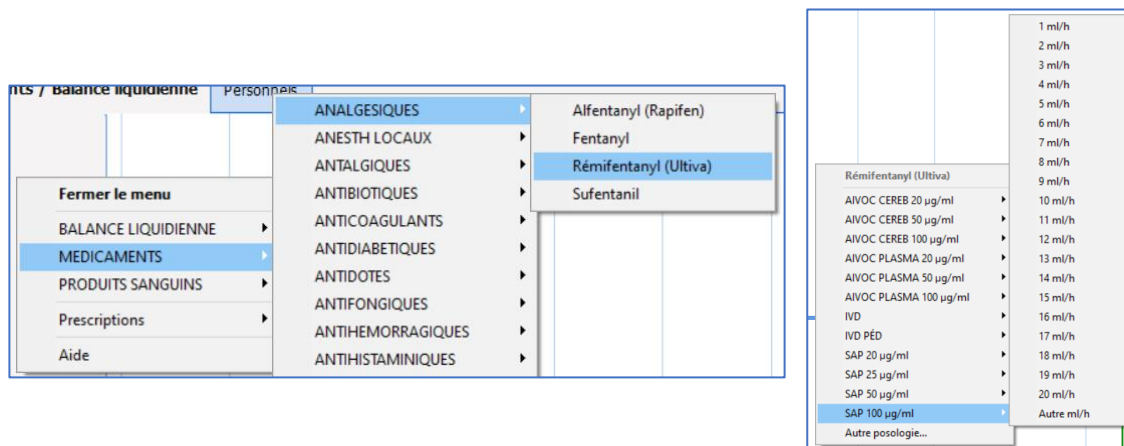 nts / Balance liquidienne
Personnels
Fermer le menu
BALANCE LIQUIDIENNE
MEDICAMENTS
PRODUITS SANGUINS
Prescriptions
Aide
ANALGESIQUES
ANESTH LOCAUX
ANTALGIQUES
ANTIBIOTIQUES
ANTICOAGULANTS
ANTIDIABETIQUES
ANTIDOTES
ANTIFONGIQUES
ANTIHEMORRAGIQUES
ANTIHISTAMINIQUES
Alfentanyl (Rapifen)
Fentanyl
Rémifentanyl (Ultiva)
Sufentanil
Rémifentanyl (Ultiva)
AIVOC CEREB 20 µg/ml
AIVOC CEREB 50 µg/ml
AIVOC CEREB 100 µg/ml
AIVOC PLASMA 20 µg/ml
AIVOC PLASMA 50 µg/ml
AIVOC PLASMA 100 µg/ml
IVD
IVD PÉD
SAP 20 µg/ml
SAP 25 µg/ml
SAP 50 µg/ml
SAP 100 µg/ml
Autre posologie...
1 ml/h
2 ml/h
3 ml/h
4 ml/h
5 ml/h
6 ml/h
7 ml/h
8 ml/h
9 ml/h
10 ml/h
11 ml/h
12 ml/h
13 ml/h
14 ml/h
15 ml/h
16 ml/h
17 ml/h
18 ml/h
19 ml/h
20 ml/h
Autre ml/h